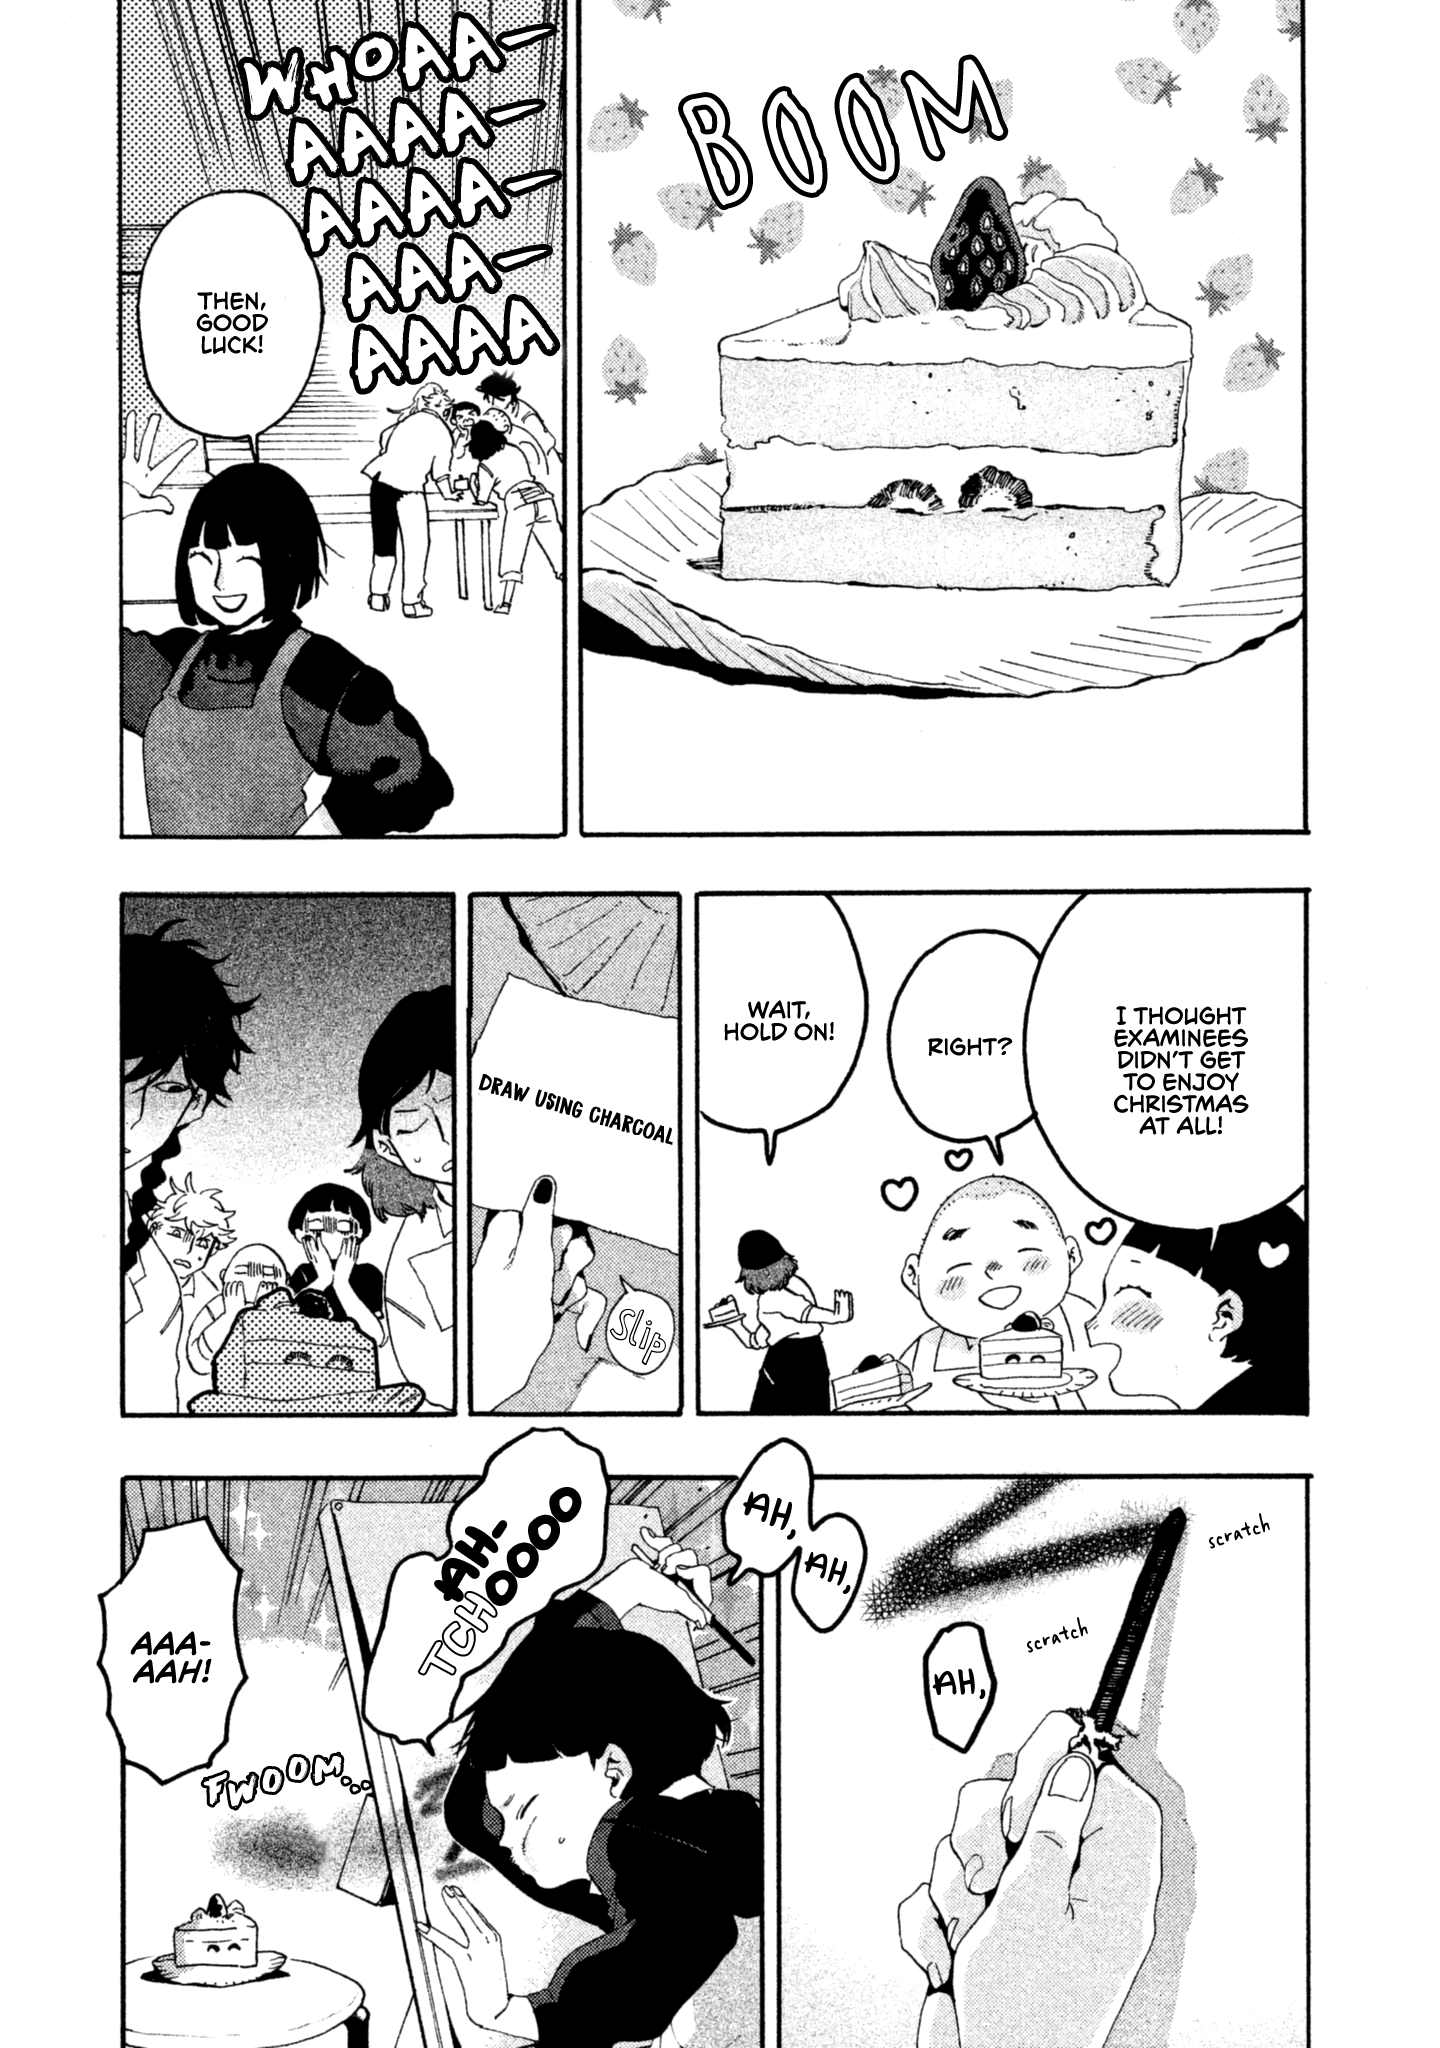 BOOM
WHOAA-
AAAA-
AAAA-
AAA-
AAAA
THEN,
GOOD
LUCK!
I THOUGHT
EXAMINEES
DIDN'T GET
TO ENJOY
CHRISTMAS
AT ALL!
RIGHT?
WAIT,
HOLD ON!
DRAW USING CHARCOAL
SLIP
scratch
scratch
AH,
AH,
AH,
AH-
TCHOOOO
AAA-
AAH!
FWOOM...